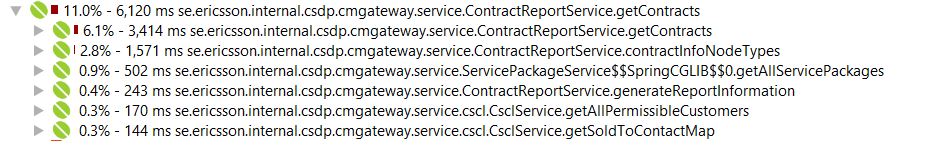 11.0% - 6,120 ms se.ericsson.internal.csdp.cmgateway.service.ContractReportService.getContracts
6.1% - 3,414 ms se.ericsson.internal.csdp.cmgateway.service.ContractReportService.getContracts
2.8% - 1,571 ms se.ericsson.internal.csdp.cmgateway.service.ContractReportService.contractInfoNodeTypes
0.9% - 502 ms se.ericsson.internal.csdp.cmgateway.service.ServicePackageService$$SpringCGLIB$$0.getAllServicePackages
0.4% - 243 ms se.ericsson.internal.csdp.cmgateway.service.ContractReportService.generateReportInformation
0.3% - 170 ms se.ericsson.internal.csdp.cmgateway.service.cscl.CsclService.getAllPermissibleCustomers
0.3% - 144 ms se.ericsson.internal.csdp.cmgateway.service.cscl.CsclService.getSoldToContactMap